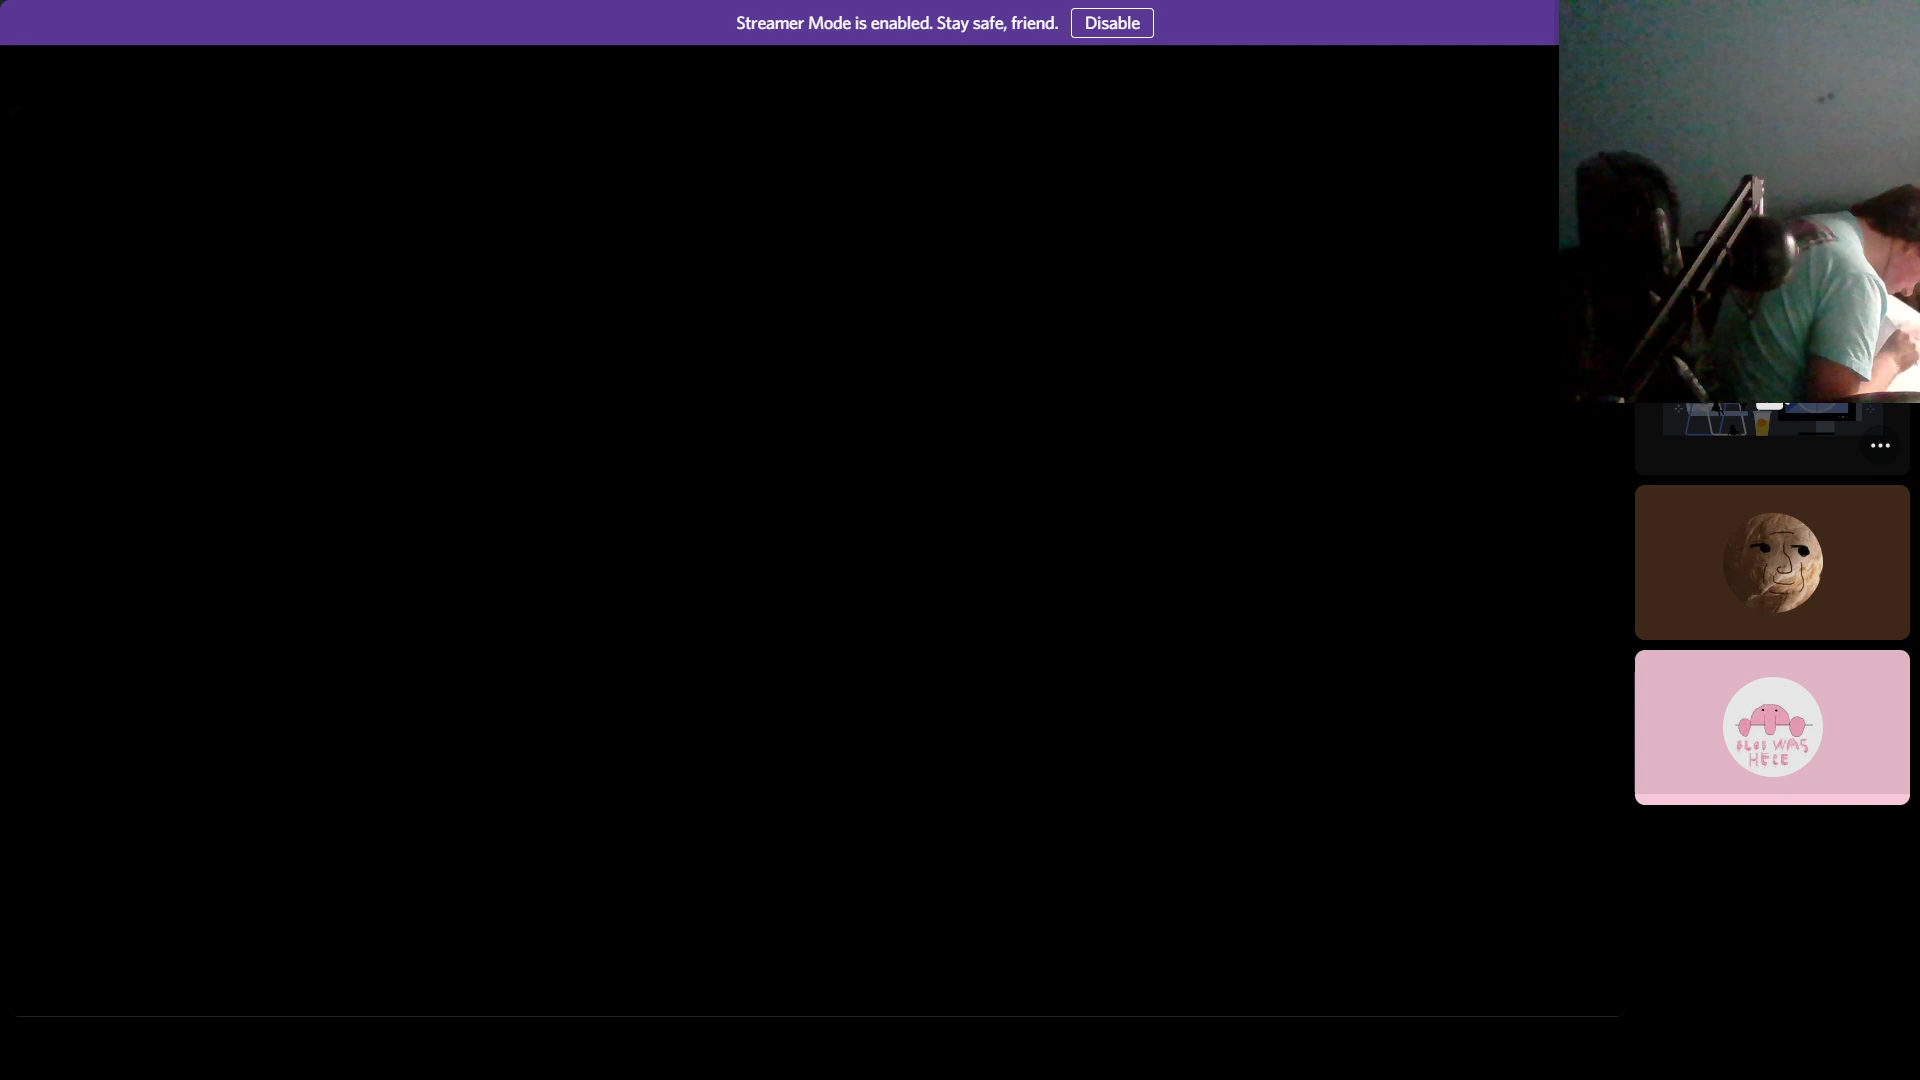 Streamer Mode is enabled. Stay safe, friend.
Disable
WAS
HERE